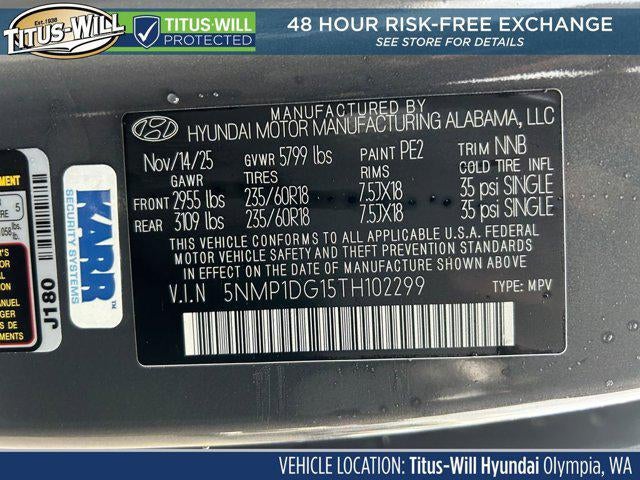 Est. 1938
TITUS-WILL
TITUS-WILL
PROTECTED
48 HOUR RISK-FREE EXCHANGE
SEE STORE FOR DETAILS
MANUFACTURED BY
HYUNDAI MOTOR MANUFACTURING ALABAMA, LLC
Nov/14/25 GVWR 5799 lbs PAINT PE2 TRIM NNB
GAWR TIRES RIMS COLD TIRE INFL
FRONT 2955 lbs 235/60R18 7.5JX18 35 psi SINGLE
REAR 3109 lbs 235/60R18 7.5JX18 35 psi SINGLE
THIS VEHICLE CONFORMS TO ALL APPLICABLE U.S.A. FEDERAL
MOTOR VEHICLE SAFETY AND THEFT PREVENTION STANDARDS
IN EFFECT ON THE DATE OF MANUFACTURE SHOWN ABOVE.
V.I.N 5NMP1DG15TH102299 TYPE: MPV
KARR
SECURITY SYSTEMS
TM
J180
5
VEHICLE LOCATION: Titus-Will Hyundai Olympia, WA